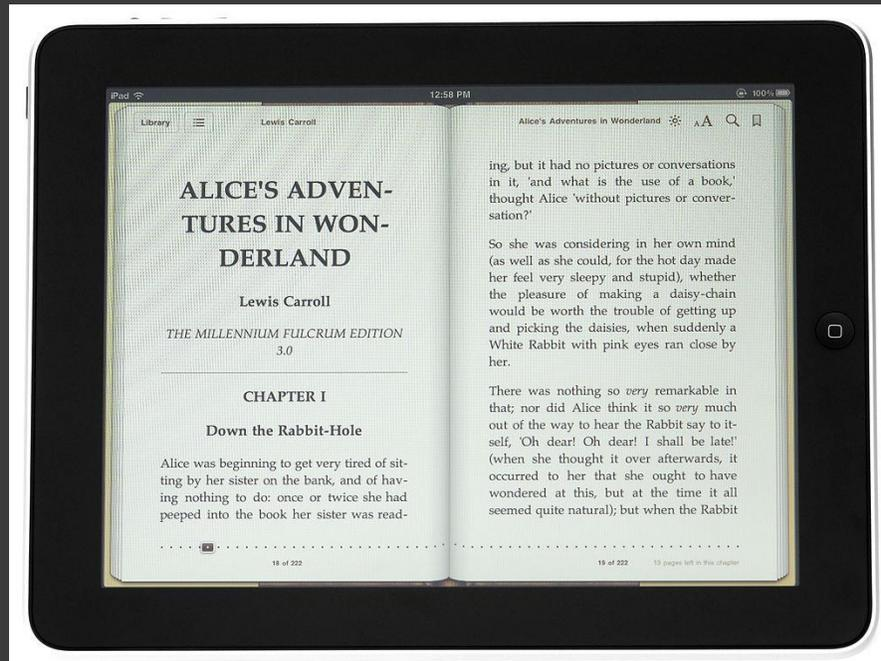 iPad
12:58 PM
100%
Library
Lewis Carroll
Alice's Adventures in Wonderland
AA
ALICE'S ADVEN-
TURES IN WON-
DERLAND
Lewis Carroll
THE MILLENNIUM FULCRUM EDITION
3.0
CHAPTER I
Down the Rabbit-Hole
Alice was beginning to get very tired of sit-
ting by her sister on the bank, and of hav-
ing nothing to do: once or twice she had
peeped into the book her sister was read-
18 of 222
ing, but it had no pictures or conversations
in it, 'and what is the use of a book,'
thought Alice 'without pictures or conver-
sation?'
So she was considering in her own mind
(as well as she could, for the hot day made
her feel very sleepy and stupid), whether
the pleasure of making a daisy-chain
would be worth the trouble of getting up
and picking the daisies, when suddenly a
White Rabbit with pink eyes ran close by
her.
There was nothing so very remarkable in
that; nor did Alice think it so very much
out of the way to hear the Rabbit say to it-
self, 'Oh dear! Oh dear! I shall be late!'
(when she thought it over afterwards, it
occurred to her that she ought to have
wondered at this, but at the time it all
seemed quite natural); but when the Rabbit
19 of 222
13 pages left in this chapter